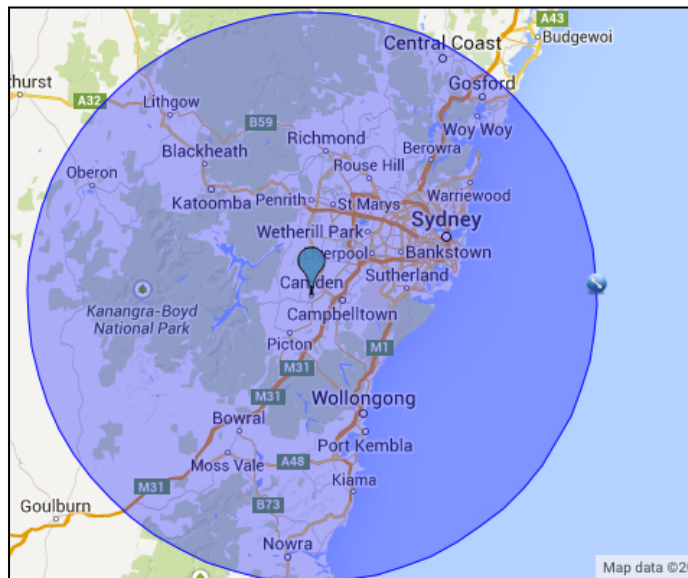 A43
Budgewoi
Central Coast
Gosford
thurst
A32
Lithgow
B59
Woy Woy
Richmond
Berowra
Blackheath
Rouse Hill
Oberon
Katoomba
Penrith
St Marys
Warriewood
Wetherill Park
Sydney
Liverpool
Bankstown
Camden
Sutherland
Kanangra-Boyd
National Park
Campbelltown
Picton
M1
M31
M31
Wollongong
Bowral
Port Kembla
Moss Vale
A48
M31
Kiama
Goulburn
B73
Nowra
Map data ©20